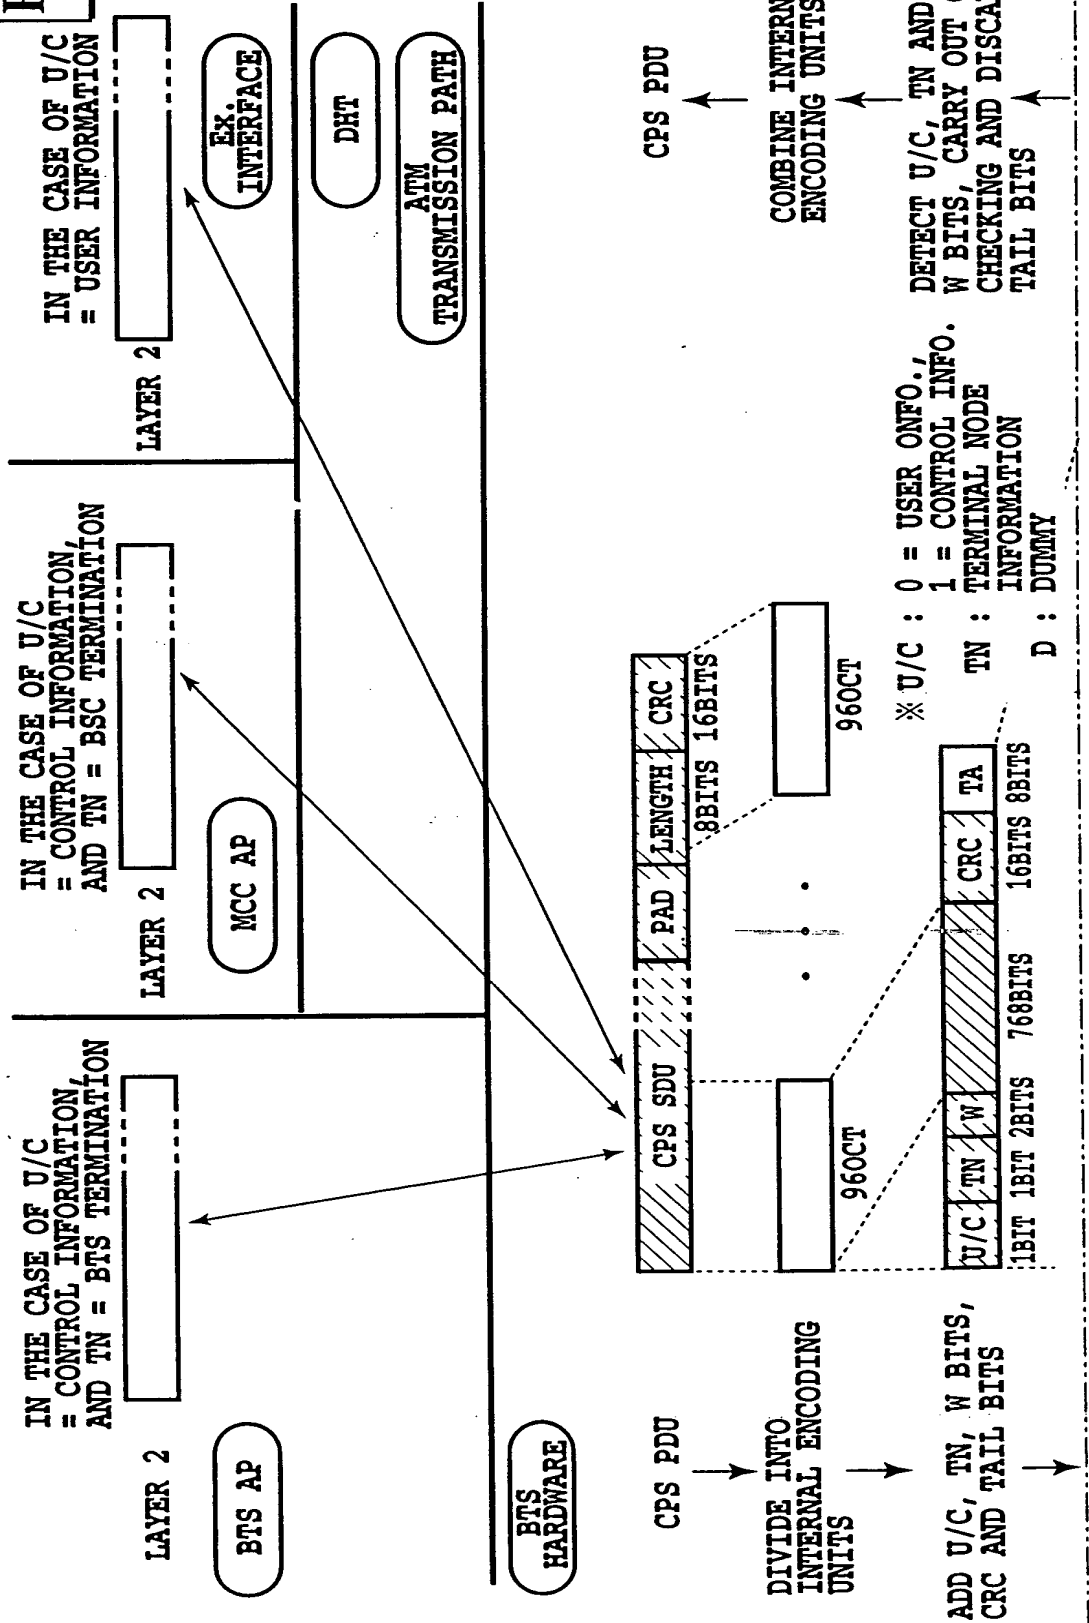 IN THE CASE OF U/C
= CONTROL INFORMATION,
AND TN = BTS TERMINATION
LAYER 2
BTS AP
IN THE CASE OF U/C
= CONTROL INFORMATION,
AND TN = BSC TERMINATION
LAYER 2
MCC AP
IN THE CASE OF U/C
= USER INFORMATION
LAYER 2
Ex.
INTERFACE
DHT
ATM
TRANSMISSION PATH
BTS
HARDWARE
CPS PDU
DIVIDE INTO
INTERNAL ENCODING
UNITS
ADD U/C, TN, W BITS,
CRC AND TAIL BITS
CPS SDU
PAD
LENGTH
CRC
8BITS 16BITS
96OCT
96OCT
U/C
TN
W
CRC
TA
1BIT 1BIT 2BITS
768BITS
16BITS 8BITS
※ U/C : 0 = USER ONFO.,
1 = CONTROL INFO.
TN : TERMINAL NODE
INFORMATION
D : DUMMY
CPS PDU
COMBINE INTERN
ENCODING UNITS
DETECT U/C, TN AND
W BITS, CARRY OUT
CHECKING AND DISCA
TAIL BITS